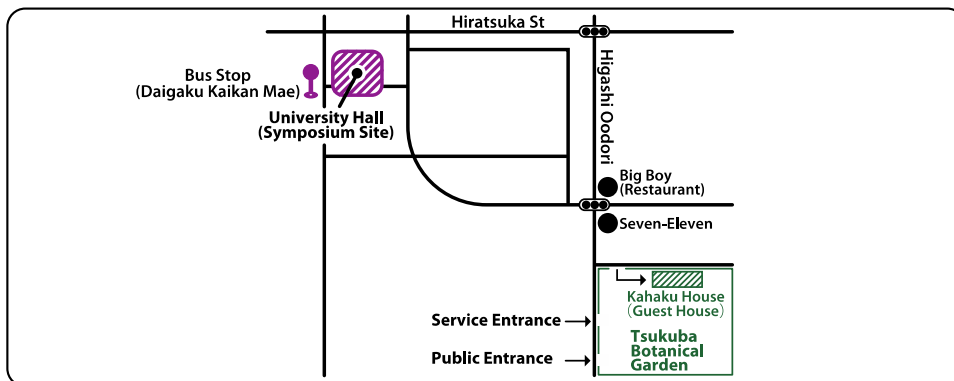 Hiratsuka St
Bus Stop
(Daigaku Kaikan Mae)
University Hall
(Symposium Site)
Higashi Oodori
Big Boy
(Restaurant)
Seven-Eleven
Kahaku House
(Guest House)
Service Entrance
Tsukuba
Botanical
Garden
Public Entrance